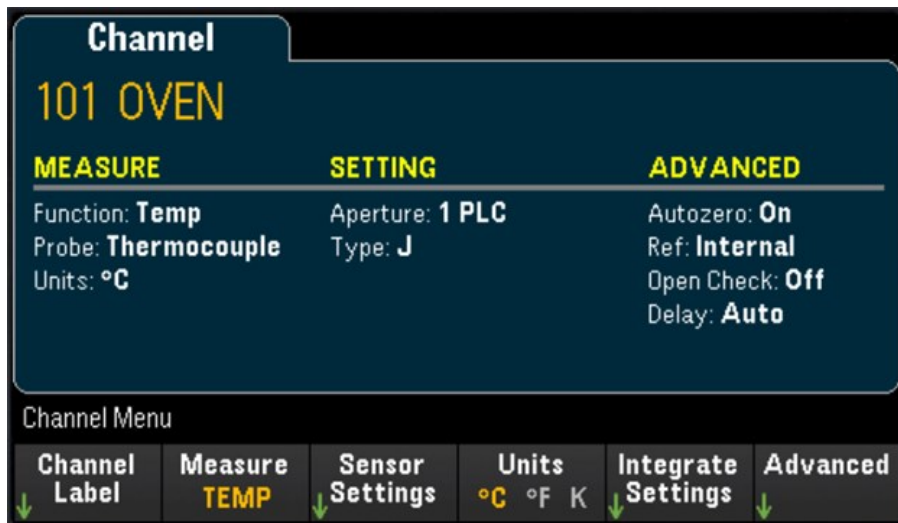 Channel
101 OVEN
MEASURE SETTING ADVANCED
Function: Temp Aperture: 1 PLC Autozero: On
Probe: Thermocouple Type: J Ref: Internal
Units: °C Open Check: Off
Delay: Auto
Channel Menu
Channel Measure Sensor Units Integrate Advanced
Label TEMP Settings °C °F K Settings